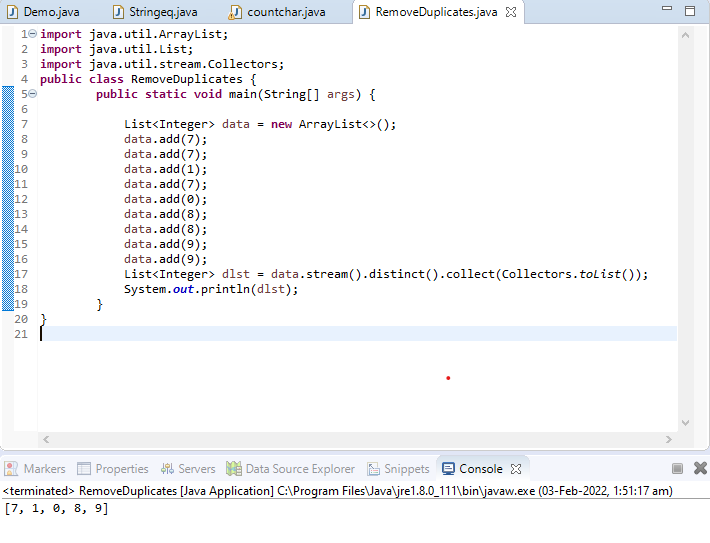 Demo.java Stringeq.java countchar.java RemoveDuplicates.java
1 import java.util.ArrayList;
2 import java.util.List;
3 import java.util.stream.Collectors;
4 public class RemoveDuplicates {
5 public static void main(String[] args) {
6
7 List<Integer> data = new ArrayList<>();
8 data.add(7);
9 data.add(7);
10 data.add(1);
11 data.add(7);
12 data.add(0);
13 data.add(8);
14 data.add(8);
15 data.add(9);
16 data.add(9);
17 List<Integer> dlst = data.stream().distinct().collect(Collectors.toList());
18 System.out.println(dlst);
19 }
20 }
21
Markers Properties Servers Data Source Explorer Snippets Console
<terminated> RemoveDuplicates [Java Application] C:\Program Files\Java\jre1.8.0_111\bin\javaw.exe (03-Feb-2022, 1:51:17 am)
[7, 1, 0, 8, 9]